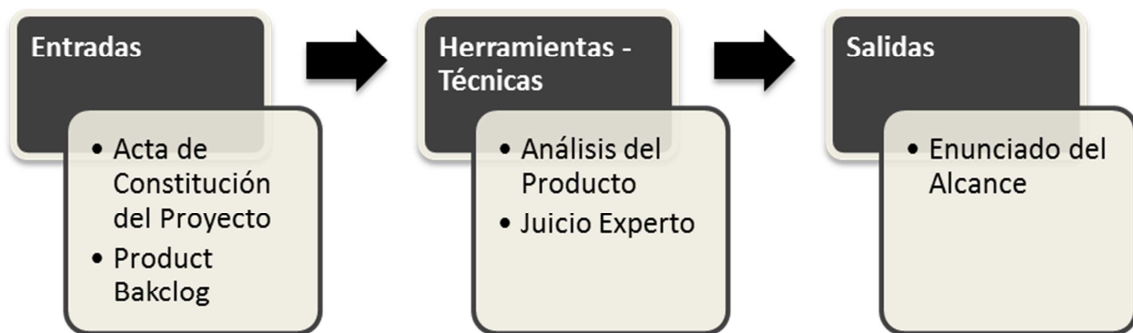 Entradas
• Acta de
Constitución
del Proyecto
• Product
Bakclog
Herramientas -
Técnicas
• Análisis del
Producto
• Juicio Experto
Salidas
• Enunciado del
Alcance